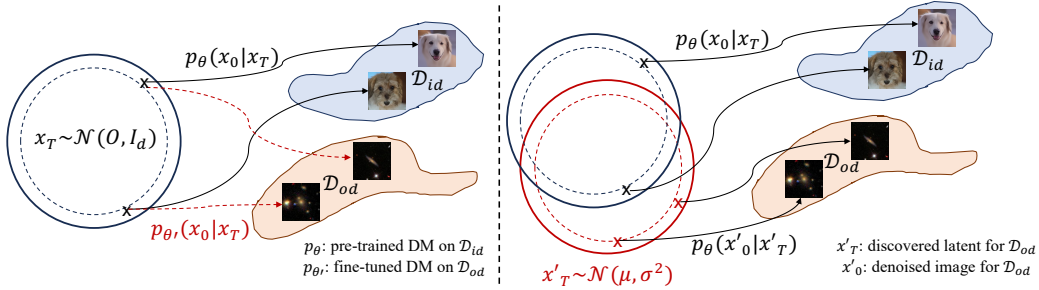 p_θ(x_0|x_T)
𝒟_id
x_T~𝒩(O, I_d)
𝒟_od
p_θ′(x_0|x_T)
p_θ: pre-trained DM on 𝒟_id
p_θ′: fine-tuned DM on 𝒟_od
p_θ(x_0|x_T)
𝒟_id
𝒟_od
p_θ(x′_0|x′_T)
x′_T~𝒩(μ, σ²)
x′_T: discovered latent for 𝒟_od
x′_0: denoised image for 𝒟_od